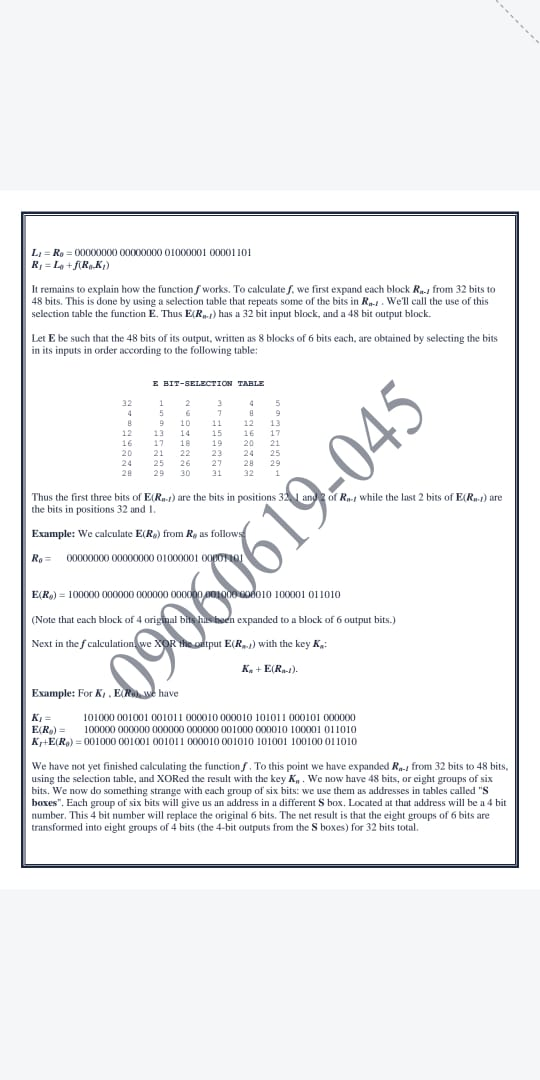 L₁ = R₀ = 00000000 00000000 01000001 00001101
R₁ = L₀ + f(R₀,K₁)
It remains to explain how the function f works. To calculate f, we first expand each block Rₙ₋₁ from 32 bits to
48 bits. This is done by using a selection table that repeats some of the bits in Rₙ₋₁ . We'll call the use of this
selection table the function E. Thus E(Rₙ₋₁) has a 32 bit input block, and a 48 bit output block.
Let E be such that the 48 bits of its output, written as 8 blocks of 6 bits each, are obtained by selecting the bits
in its inputs in order according to the following table:
E BIT-SELECTION TABLE
32 1 2 3 4 5
4 5 6 7 8 9
8 9 10 11 12 13
12 13 14 15 16 17
16 17 18 19 20 21
20 21 22 23 24 25
24 25 26 27 28 29
28 29 30 31 32 1
Thus the first three bits of E(Rₙ₋₁) are the bits in positions 32, 1 and 2 of Rₙ₋₁ while the last 2 bits of E(Rₙ₋₁) are
the bits in positions 32 and 1.
Example: We calculate E(R₀) from R₀ as follows:
R₀ = 00000000 00000000 01000001 00001101
E(R₀) = 100000 000000 000000 000000 001000 000010 100001 011010
(Note that each block of 4 original bits has been expanded to a block of 6 output bits.)
Next in the f calculation, we XOR the output E(Rₙ₋₁) with the key Kₙ:
Kₙ + E(Rₙ₋₁).
Example: For K₁ , E(R₀), we have
K₁ = 101000 001001 001011 000010 000010 101011 000101 000000
E(R₀) = 100000 000000 000000 000000 001000 000010 100001 011010
K₁+E(R₀) = 001000 001001 001011 000010 001010 101001 100100 011010
We have not yet finished calculating the function f . To this point we have expanded Rₙ₋₁ from 32 bits to 48 bits,
using the selection table, and XORed the result with the key Kₙ . We now have 48 bits, or eight groups of six
bits. We now do something strange with each group of six bits: we use them as addresses in tables called "S
boxes". Each group of six bits will give us an address in a different S box. Located at that address will be a 4 bit
number. This 4 bit number will replace the original 6 bits. The net result is that the eight groups of 6 bits are
transformed into eight groups of 4 bits (the 4-bit outputs from the S boxes) for 32 bits total.
09060619-045